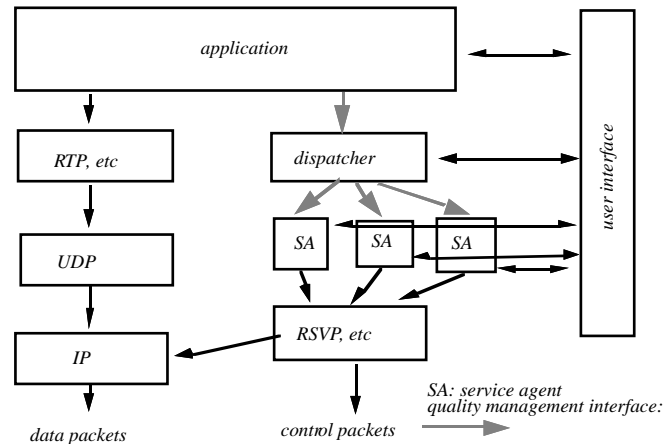 application
user interface
RTP, etc
dispatcher
SA
SA
SA
UDP
RSVP, etc
IP
SA: service agent
quality management interface:
data packets
control packets